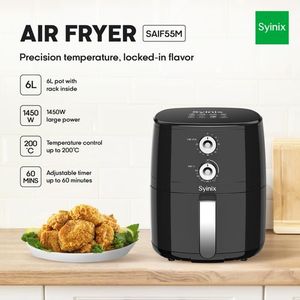 Syinix
AIR FRYER SAIF55M
Precision temperature, locked-in flavor
6L
6L pot with
rack inside
1450
W
1450W
large power
200
℃
Temperature control
up to 200℃
60
MINS
Adjustable timer
up to 60 minutes
Syinix
Syinix